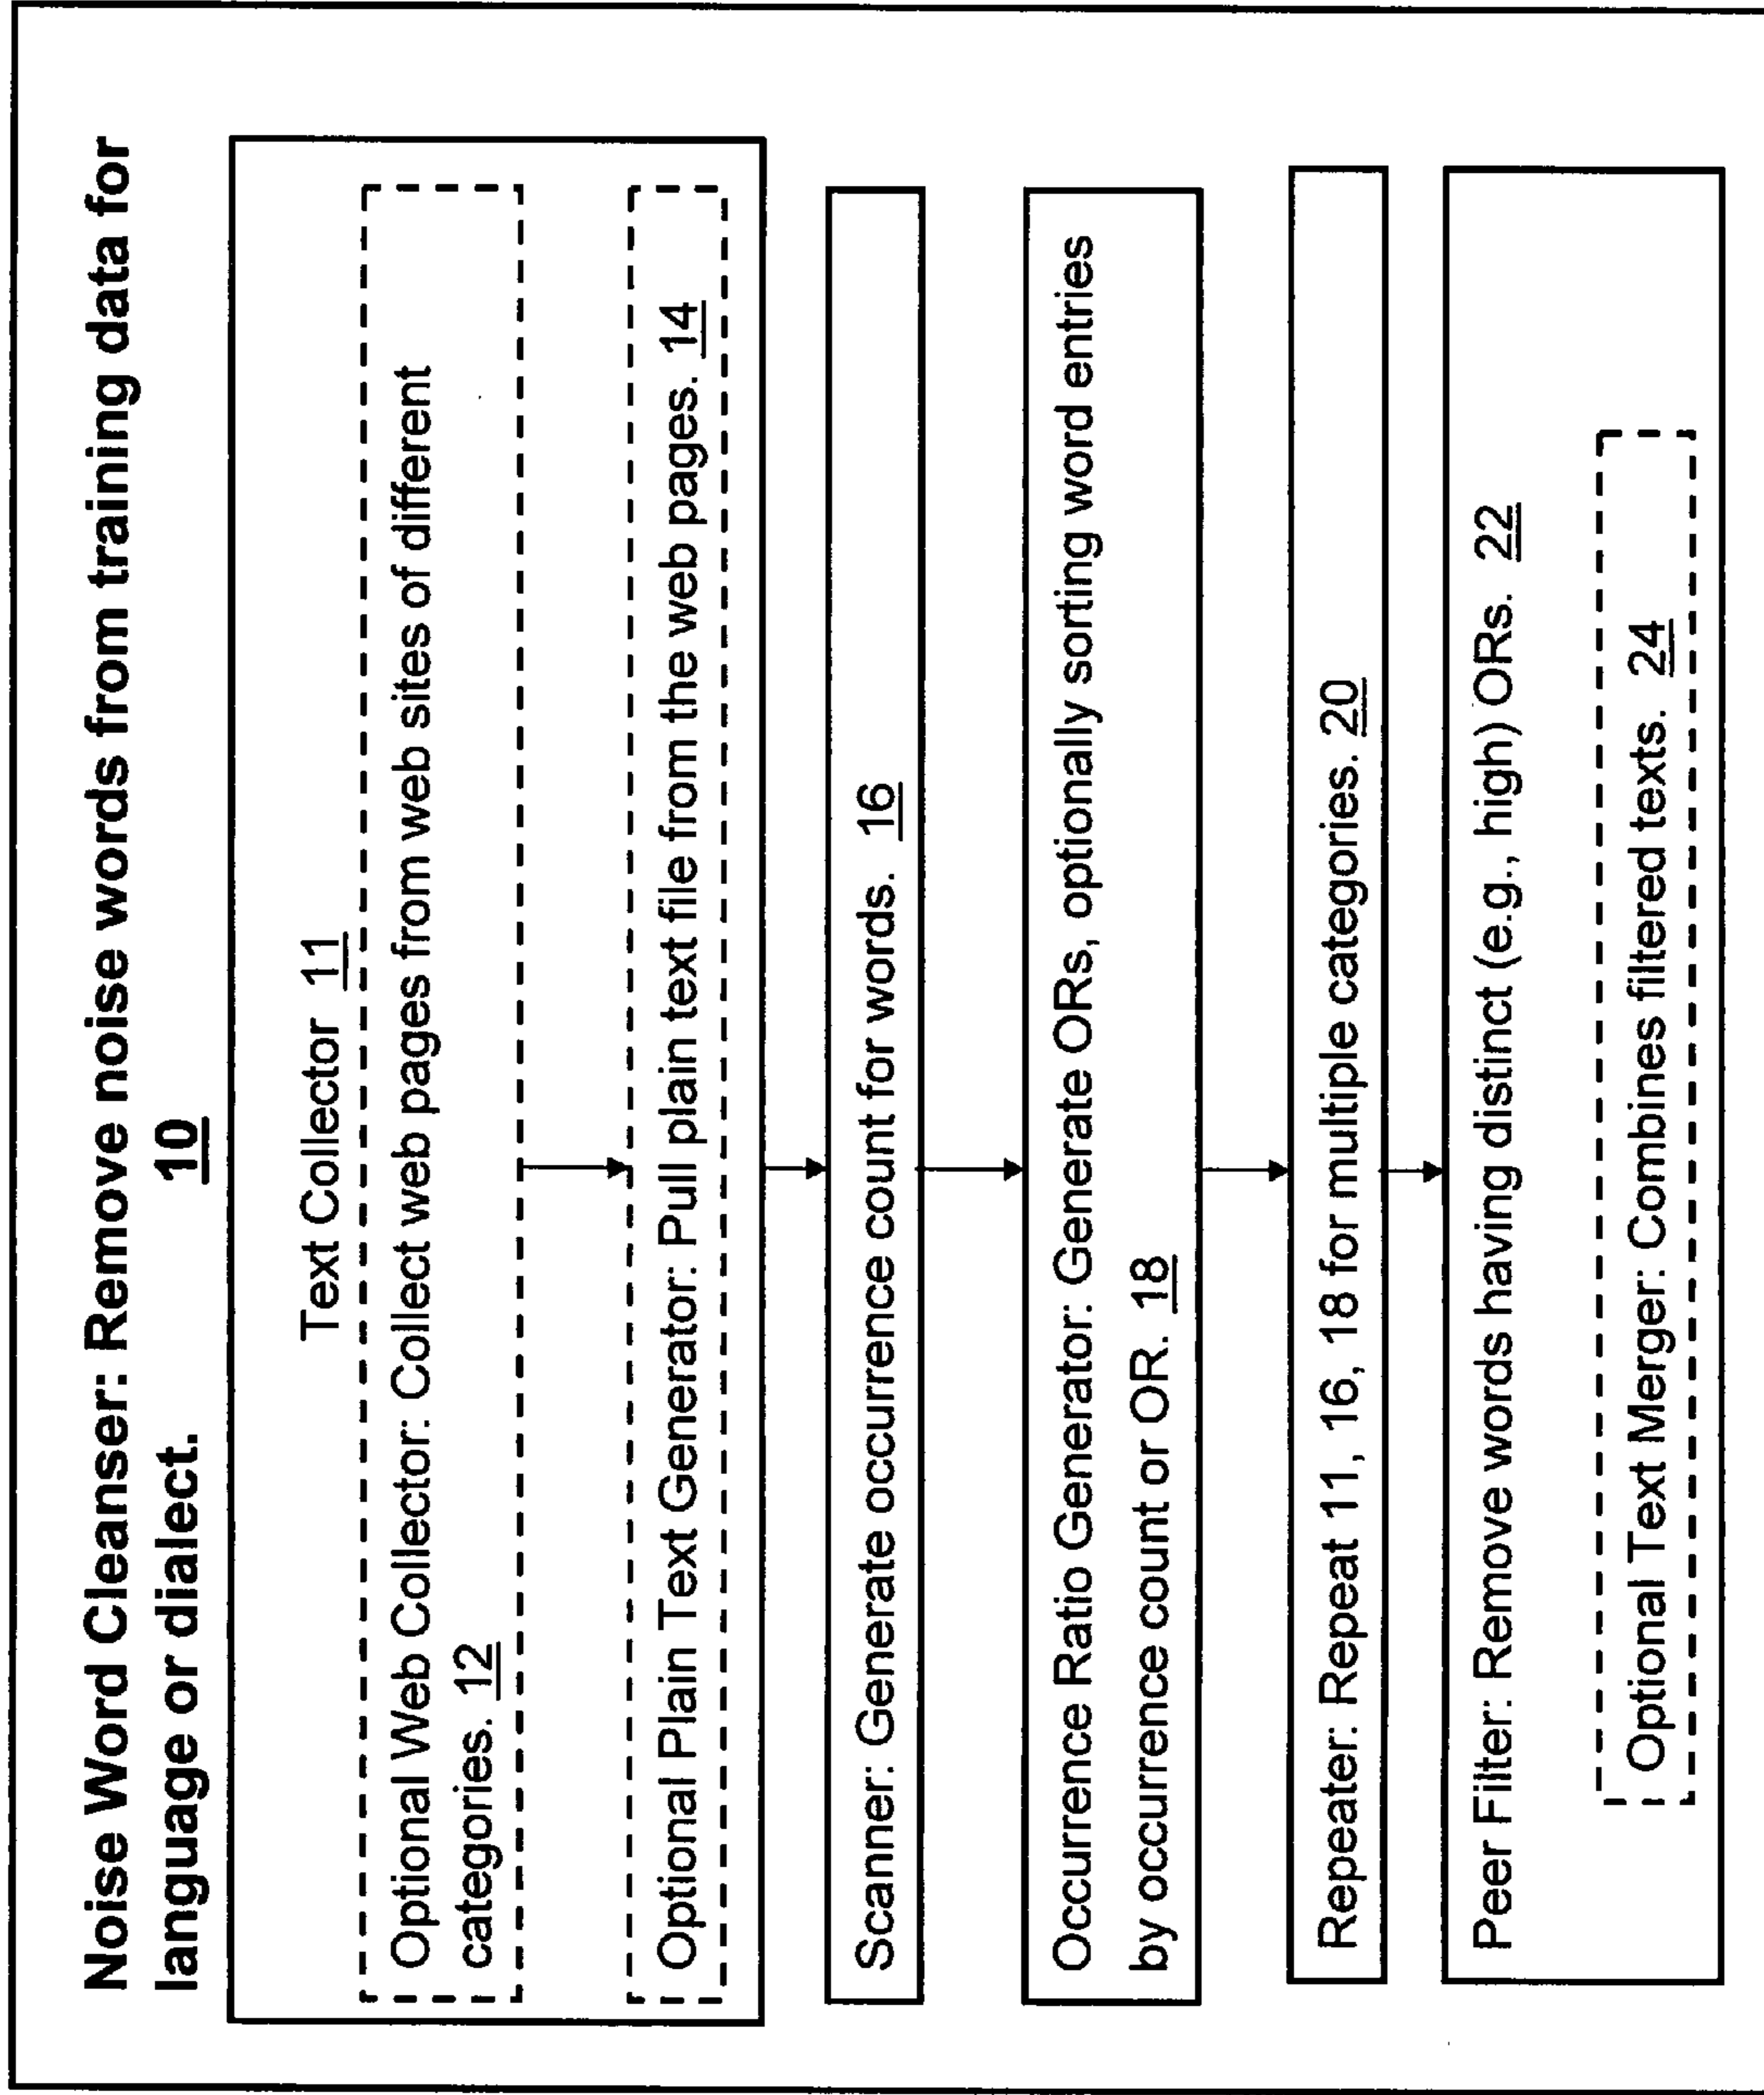 Noise Word Cleanser: Remove noise words from training data for
language or dialect. 10
Text Collector 11
Optional Web Collector: Collect web pages from web sites of different
categories. 12
Optional Plain Text Generator: Pull plain text file from the web pages. 14
Scanner: Generate occurrence count for words. 16
Occurrence Ratio Generator: Generate ORs, optionally sorting word entries
by occurrence count or OR. 18
Repeater: Repeat 11, 16, 18 for multiple categories. 20
Peer Filter: Remove words having distinct (e.g., high) ORs. 22
Optional Text Merger: Combines filtered texts. 24